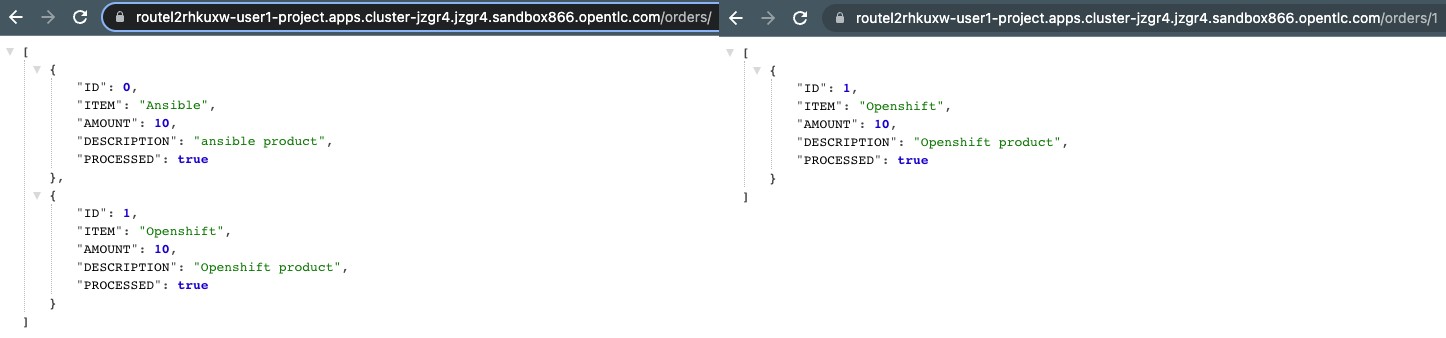 routel2rhkuxw-user1-project.apps.cluster-jzgr4.jzgr4.sandbox866.opentlc.com/orders/
[
{
"ID": 0,
"ITEM": "Ansible",
"AMOUNT": 10,
"DESCRIPTION": "ansible product",
"PROCESSED": true
},
{
"ID": 1,
"ITEM": "Openshift",
"AMOUNT": 10,
"DESCRIPTION": "Openshift product",
"PROCESSED": true
}
]
routel2rhkuxw-user1-project.apps.cluster-jzgr4.jzgr4.sandbox866.opentlc.com/orders/1
[
{
"ID": 1,
"ITEM": "Openshift",
"AMOUNT": 10,
"DESCRIPTION": "Openshift product",
"PROCESSED": true
}
]